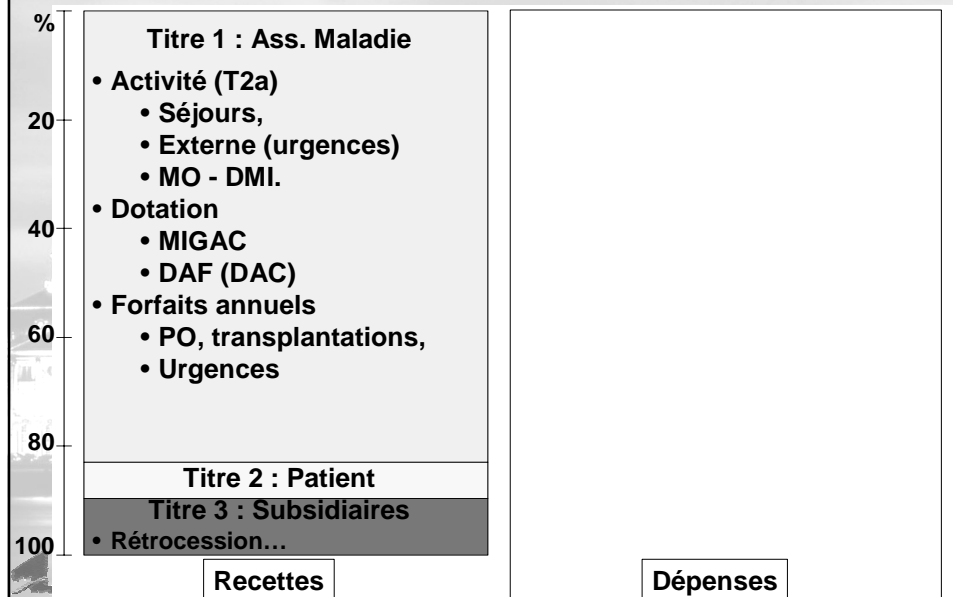 %
20
40
60
80
100
Titre 1 : Ass. Maladie
• Activité (T2a)
• Séjours,
• Externe (urgences)
• MO - DMI.
• Dotation
• MIGAC
• DAF (DAC)
• Forfaits annuels
• PO, transplantations,
• Urgences
Titre 2 : Patient
Titre 3 : Subsidiaires
• Rétrocession…
Recettes
Dépenses